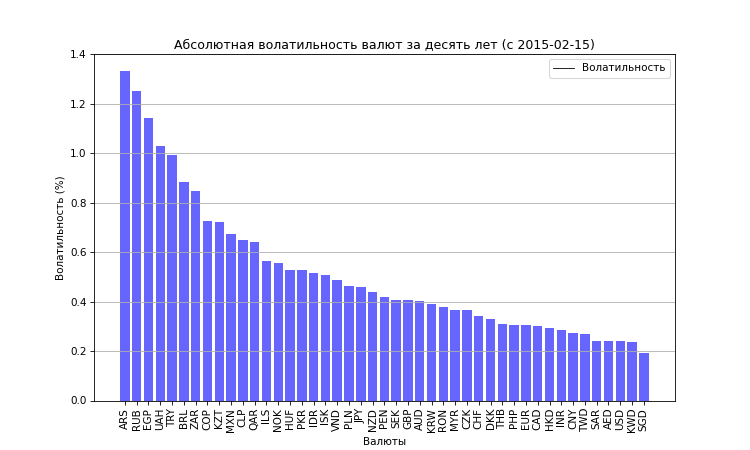 Абсолютная волатильность валют за десять лет (с 2015-02-15)
Волатильность
Волатильность (%)
1.4
1.2
1.0
0.8
0.6
0.4
0.2
0.0
ARS RUB EGP UAH TRY BRL ZAR COP KZT MXN CLP QAR ILS NOK HUF PKR IDR ISK VND PLN JPY NZD PEN SEK GBP AUD KRW RON MYR CZK CHF DKK THB PHP EUR CAD HKD INR CNY TWD SAR AED USD KWD SGD
Валюты